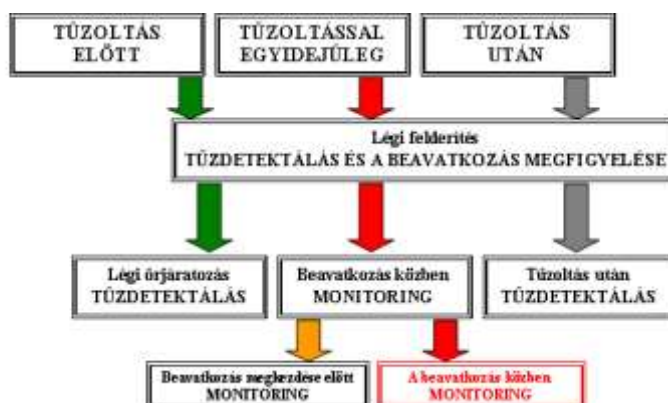 TŰZOLTÁS
ELŐTT
TŰZOLTÁSSAL
EGYIDEJŰLEG
TŰZOLTÁS
UTÁN
Légi felderítés
TŰZDETEKTÁLÁS ÉS A BEAVATKOZÁS MEGFIGYELÉSE
Légi őrjáratozás
TŰZDETEKTÁLÁS
Beavatkozás közben
MONITORING
Tűzoltás után
TŰZDETEKTÁLÁS
Beavatkozás megkezdése előtt
MONITORING
A beavatkozás közben
MONITORING